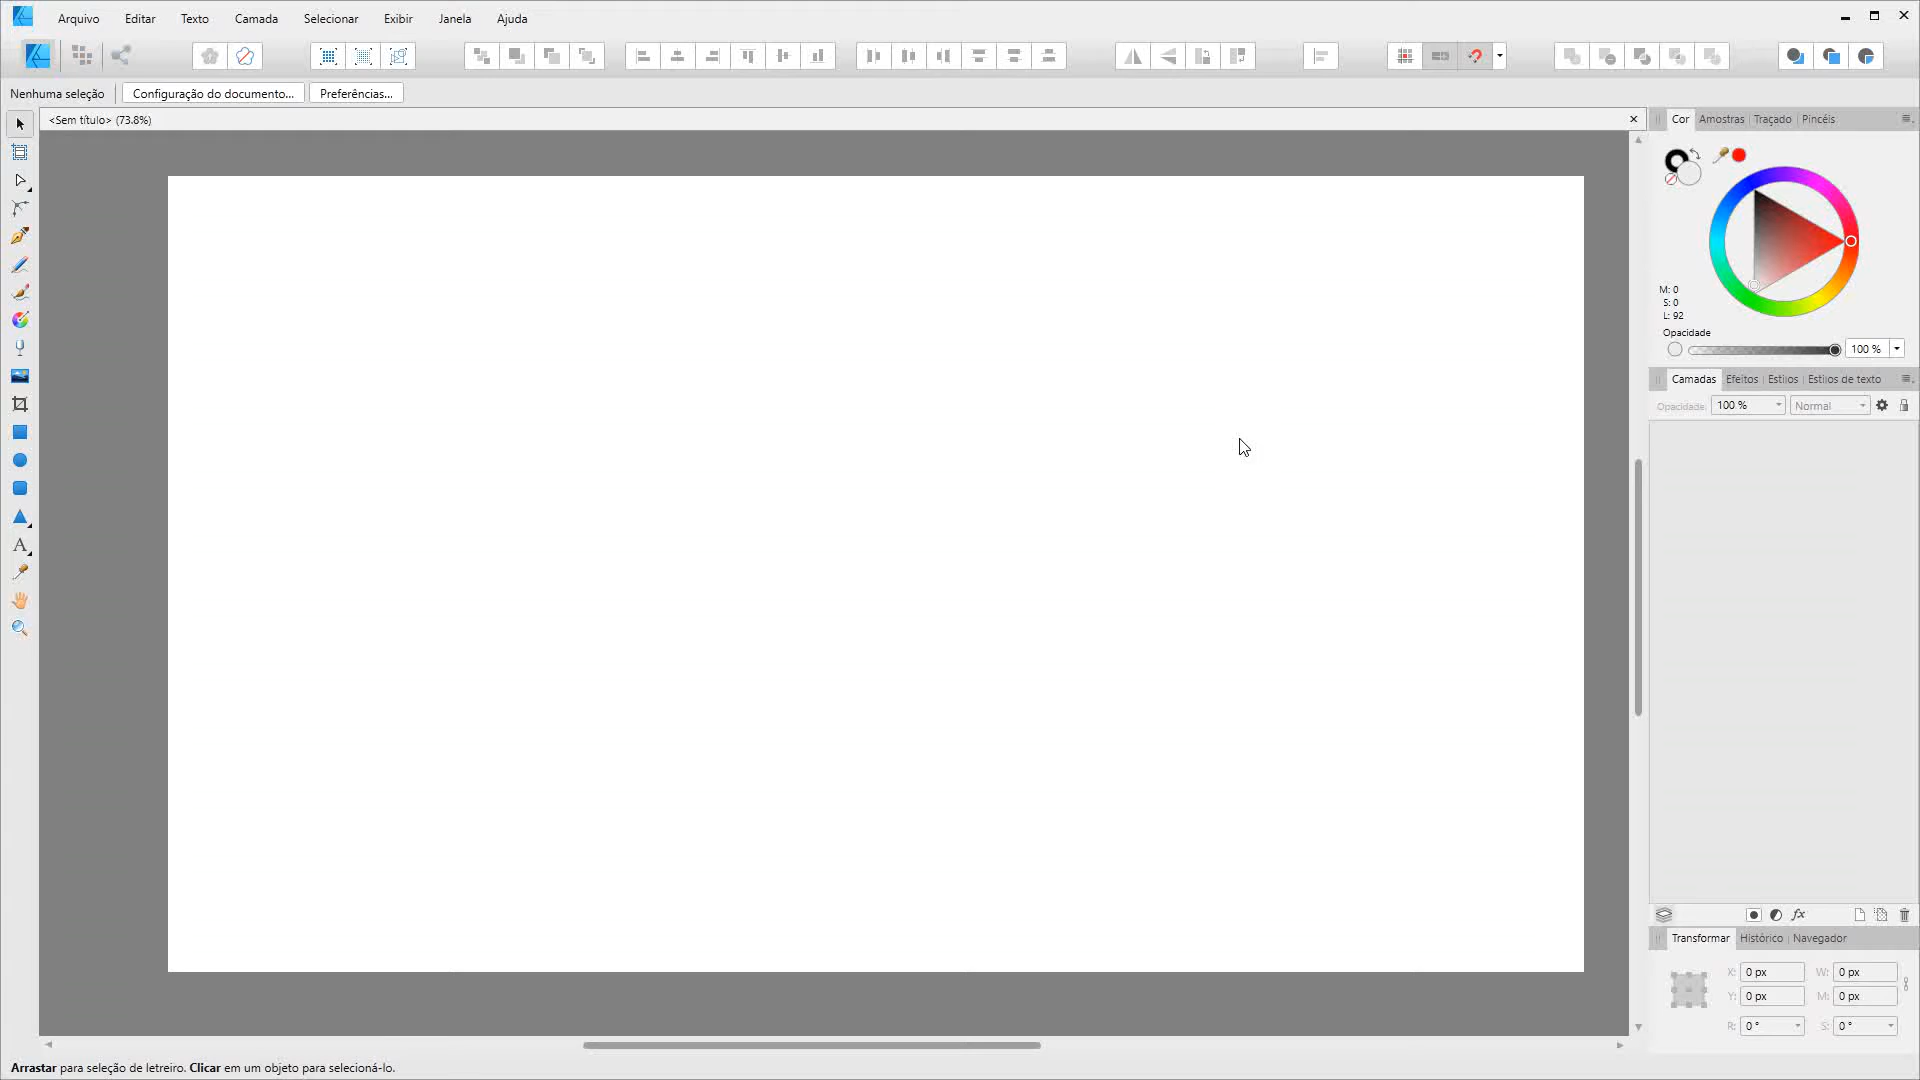 Arquivo Editar Texto Camada Selecionar Exibir Janela Ajuda
Nenhuma seleção Configuração do documento... Preferências...
<Sem título> (73.8%)
Cor Amostras Traçado Pincéis
M: 0
S: 0
L: 92
Opacidade
100 %
Camadas Efeitos Estilos Estilos de texto
Opacidade: 100 % Normal
fx
Transformar Histórico Navegador
X: 0 px W: 0 px
Y: 0 px M: 0 px
R: 0 ° S: 0 °
A
Arrastar para seleção de letreiro. Clicar em um objeto para selecioná-lo.